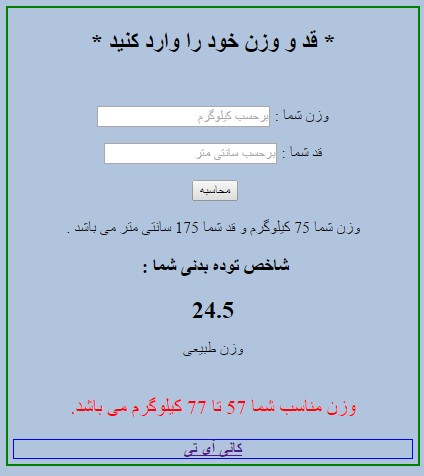 * قد و وزن خود را وارد کنید *
وزن شما : برحسب کیلوگرم
قد شما : برحسب سانتی متر
محاسبه
وزن شما 75 کیلوگرم و قد شما 175 سانتی متر می باشد .
شاخص توده بدنی شما :
24.5
وزن طبیعی
وزن مناسب شما 57 تا 77 کیلوگرم می باشد.
کانی آی تی